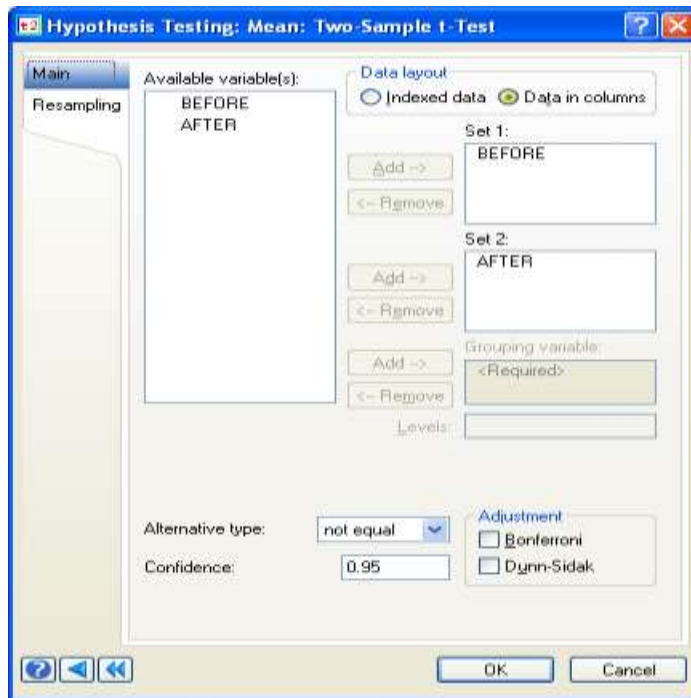 t2 Hypothesis Testing: Mean: Two-Sample t-Test
Main
Resampling
Available variable(s):
BEFORE
AFTER
Data layout
Indexed data
Data in columns
Set 1:
BEFORE
Add -->
<-- Remove
Set 2:
AFTER
Add -->
<-- Remove
Grouping variable:
<Required>
Add -->
<-- Remove
Levels:
Alternative type:
not equal
Confidence:
0.95
Adjustment
Bonferroni
Dunn-Sidak
OK
Cancel